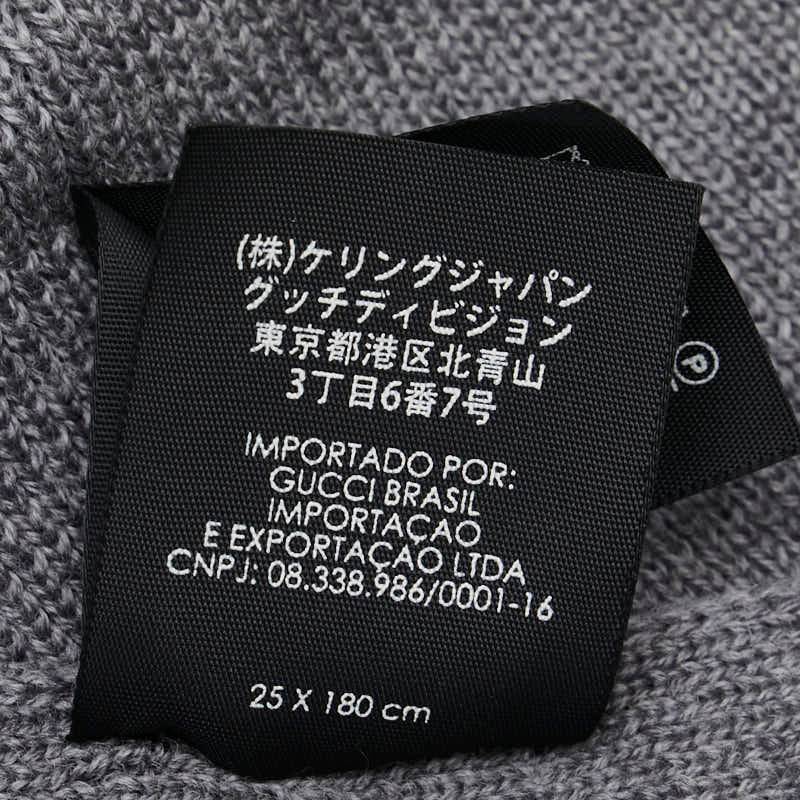 (株)ケリングジャパン
グッチディビジョン
東京都港区北青山
3丁目6番7号
IMPORTADO POR:
GUCCI BRASIL
IMPORTAÇAO
E EXPORTAÇAO LTDA
CNPJ: 08.338.986/0001-16
25 X 180 cm
P